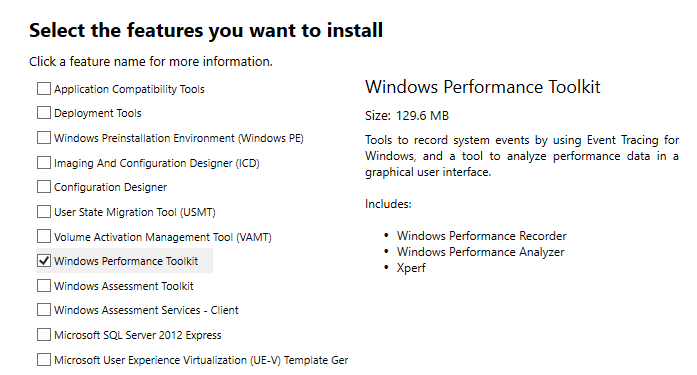 Select the features you want to install
Click a feature name for more information.
Application Compatibility Tools
Deployment Tools
Windows Preinstallation Environment (Windows PE)
Imaging And Configuration Designer (ICD)
Configuration Designer
User State Migration Tool (USMT)
Volume Activation Management Tool (VAMT)
Windows Performance Toolkit
Windows Assessment Toolkit
Windows Assessment Services - Client
Microsoft SQL Server 2012 Express
Microsoft User Experience Virtualization (UE-V) Template Ger
Windows Performance Toolkit
Size: 129.6 MB
Tools to record system events by using Event Tracing for
Windows, and a tool to analyze performance data in a
graphical user interface.
Includes:
• Windows Performance Recorder
• Windows Performance Analyzer
• Xperf